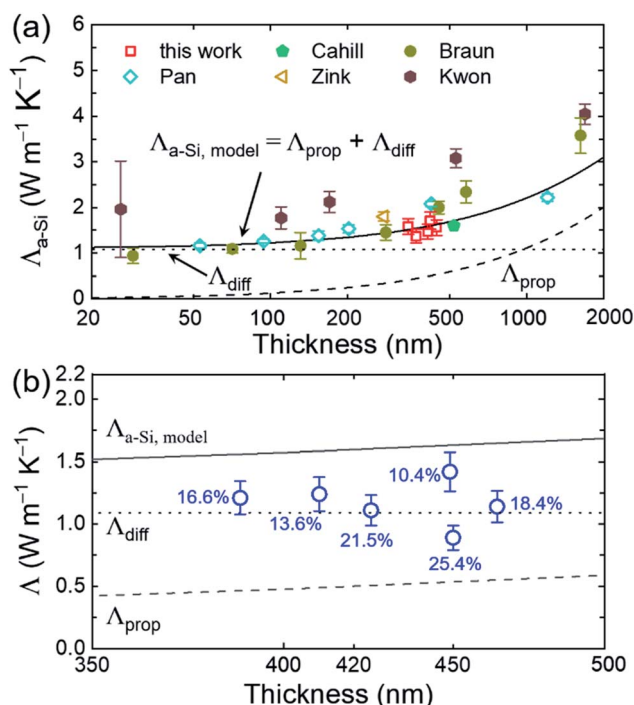 (a)
6
5
4
3
2
1
0
Λa-Si (W m−1 K−1)
this work
Cahill
Braun
Pan
Zink
Kwon
Λa-Si, model = Λprop + Λdiff
Λdiff
Λprop
20
100
500
1000
2000
Thickness (nm)
(b)
2.2
2.0
1.5
1.0
0.5
0.0
Λ (W m−1 K−1)
Λa-Si, model
16.6%
13.6%
21.5%
10.4%
25.4%
18.4%
Λdiff
Λprop
350
400
420
450
500
Thickness (nm)